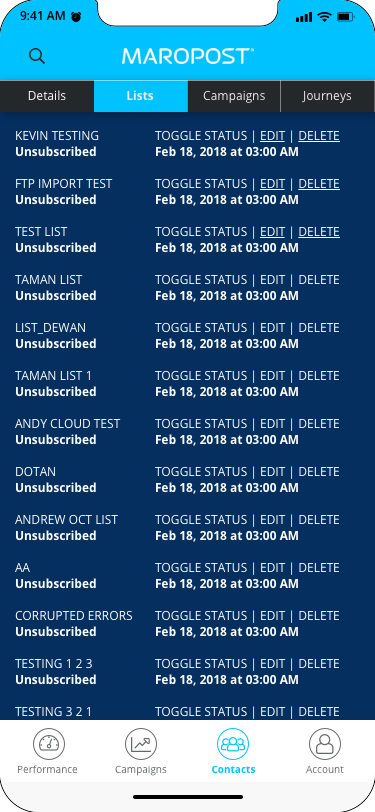 9:41 AM
MAROPOST
Details Lists Campaigns Journeys
KEVIN TESTING TOGGLE STATUS | EDIT | DELETE
Unsubscribed Feb 18, 2018 at 03:00 AM
FTP IMPORT TEST TOGGLE STATUS | EDIT | DELETE
Unsubscribed Feb 18, 2018 at 03:00 AM
TEST LIST TOGGLE STATUS | EDIT | DELETE
Unsubscribed Feb 18, 2018 at 03:00 AM
TAMAN LIST TOGGLE STATUS | EDIT | DELETE
Unsubscribed Feb 18, 2018 at 03:00 AM
LIST_DEWAN TOGGLE STATUS | EDIT | DELETE
Unsubscribed Feb 18, 2018 at 03:00 AM
TAMAN LIST 1 TOGGLE STATUS | EDIT | DELETE
Unsubscribed Feb 18, 2018 at 03:00 AM
ANDY CLOUD TEST TOGGLE STATUS | EDIT | DELETE
Unsubscribed Feb 18, 2018 at 03:00 AM
DOTAN TOGGLE STATUS | EDIT | DELETE
Unsubscribed Feb 18, 2018 at 03:00 AM
ANDREW OCT LIST TOGGLE STATUS | EDIT | DELETE
Unsubscribed Feb 18, 2018 at 03:00 AM
AA TOGGLE STATUS | EDIT | DELETE
Unsubscribed Feb 18, 2018 at 03:00 AM
CORRUPTED ERRORS TOGGLE STATUS | EDIT | DELETE
Unsubscribed Feb 18, 2018 at 03:00 AM
TESTING 1 2 3 TOGGLE STATUS | EDIT | DELETE
Unsubscribed Feb 18, 2018 at 03:00 AM
TESTING 3 2 1 TOGGLE STATUS | EDIT | DELETE
Performance Campaigns Contacts Account